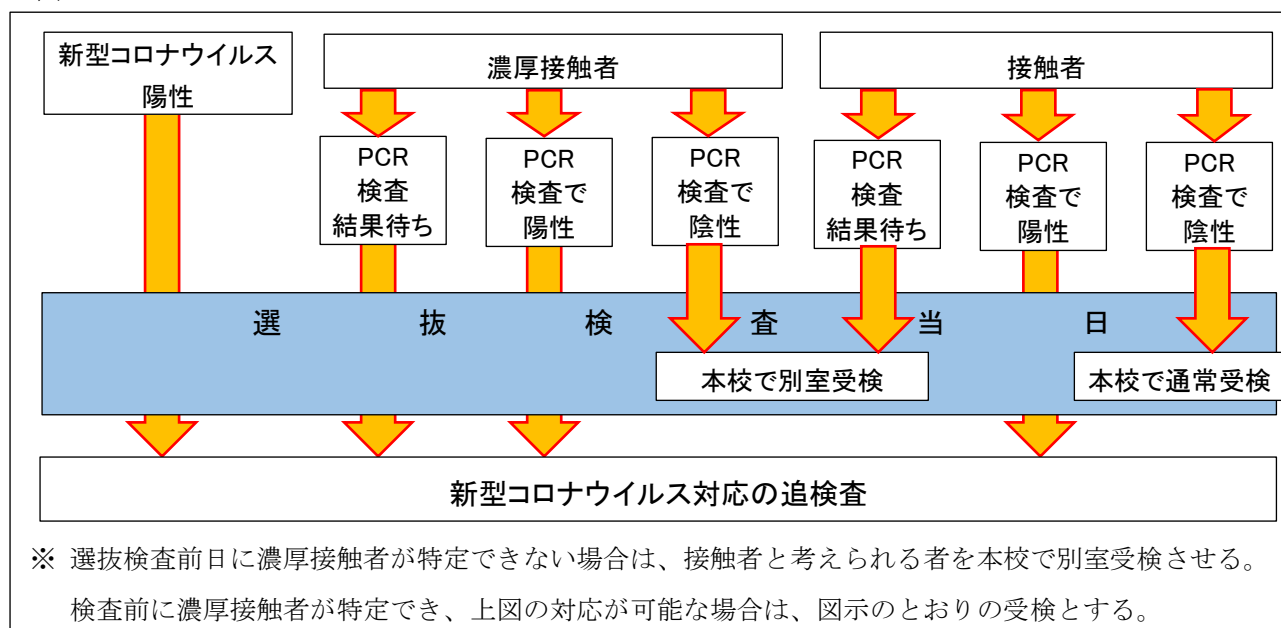 新型コロナウイルス
陽性
濃厚接触者
接触者
PCR
検査
結果待ち
PCR
検査で
陽性
PCR
検査で
陰性
PCR
検査
結果待ち
PCR
検査で
陽性
PCR
検査で
陰性
選抜検査当日
本校で別室受検
本校で通常受検
新型コロナウイルス対応の追検査
※ 選抜検査前日に濃厚接触者が特定できない場合は、接触者と考えられる者を本校で別室受検させる。
検査前に濃厚接触者が特定でき、上図の対応が可能な場合は、図示のとおりの受検とする。